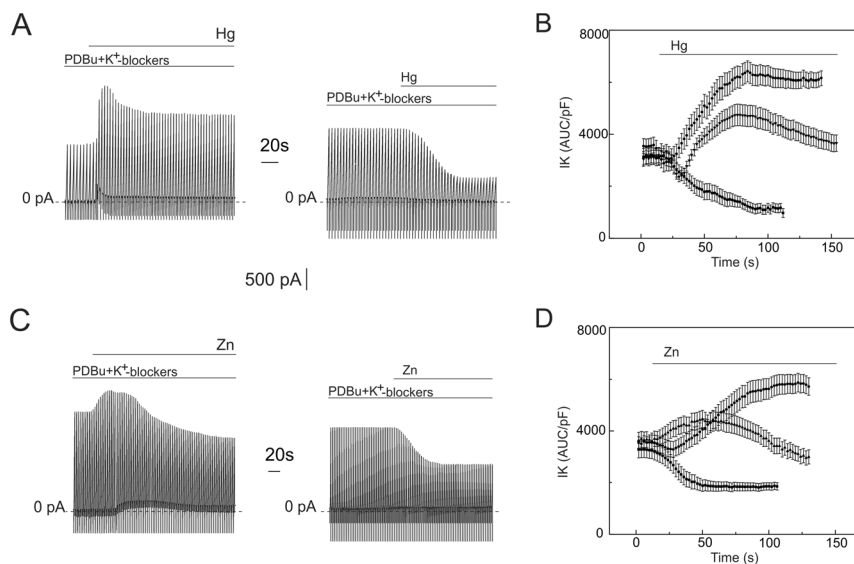 A
Hg
PDBu+K+-blockers
0 pA
20s
Hg
PDBu+K+-blockers
0 pA
500 pA
B
8000
Hg
IK (AUC/pF)
4000
0
0
50
100
150
Time (s)
C
Zn
PDBu+K+-blockers
0 pA
20s
Zn
PDBu+K+-blockers
0 pA
D
8000
Zn
IK (AUC/pF)
4000
0
0
50
100
150
Time (s)